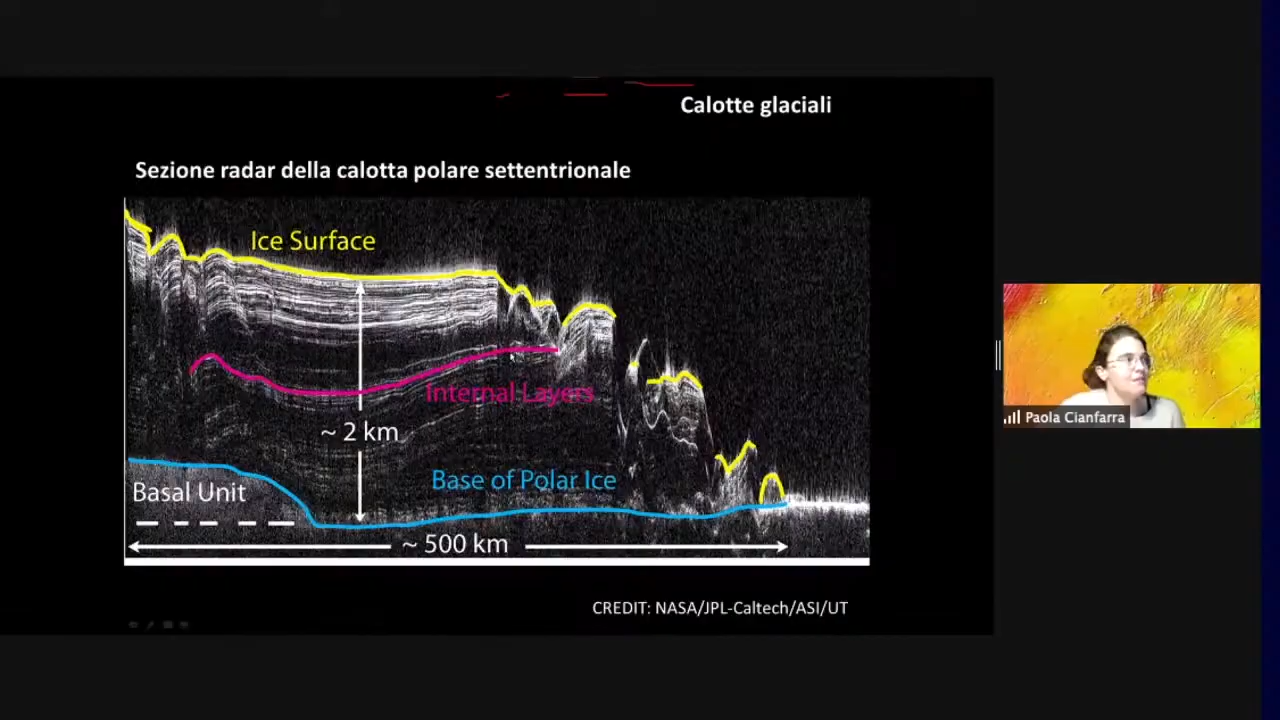 Calotte glaciali
Sezione radar della calotta polare settentrionale
Ice Surface
Internal Layers
~ 2 km
Base of Polar Ice
Basal Unit
~ 500 km
CREDIT: NASA/JPL-Caltech/ASI/UT
Paola Cianfarra